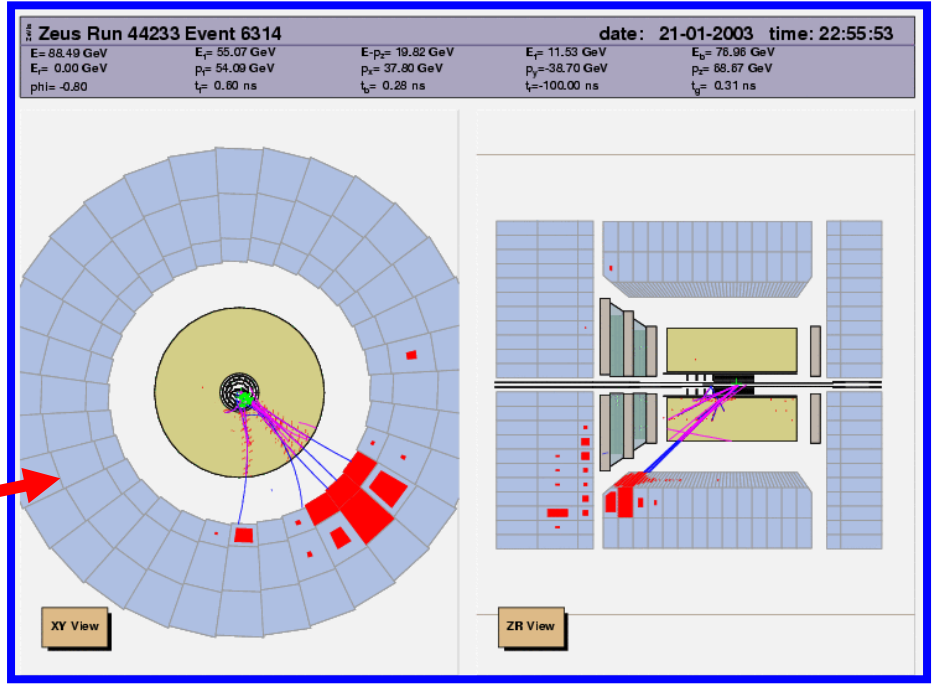 Zeus Run 44233 Event 6314 date: 21-01-2003 time: 22:55:53
E= 88.49 GeV Eₜ= 55.07 GeV E-p_z= 19.82 GeV E_f= 11.53 GeV E_b= 76.96 GeV
E_r= 0.00 GeV pₜ= 54.09 GeV pₓ= 37.80 GeV p_y=-38.70 GeV p_z= 68.67 GeV
phi= -0.80 t_f= 0.60 ns t_b= 0.28 ns t_r=-100.00 ns t_g= 0.31 ns
XY View
ZR View